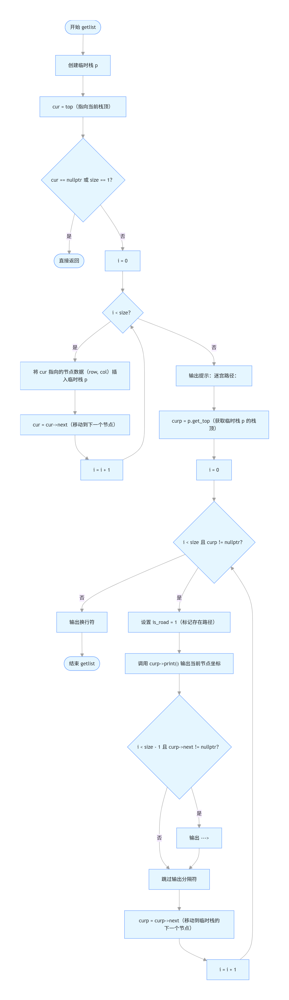 开始 getlist
创建临时栈 p
cur = top（指向当前栈顶）
cur == nullptr 或 size == 1？
是
否
直接返回
i = 0
i < size？
是
否
将 cur 指向的节点数据（row, col）插
入临时栈 p
输出提示：迷宫路径：
cur = cur->next（移动到下一个节点）
curp = p.get_top（获取临时栈 p 的栈
顶）
i = i + 1
i = 0
i < size 且 curp != nullptr？
否
是
输出换行符
设置 is_road = 1（标记存在路径）
结束 getlist
调用 curp->print() 输出当前节点坐标
i < size - 1 且 curp->next != nullptr？
是
否
输出 --->
跳过输出分隔符
curp = curp->next（移动到临时栈的
下一个节点）
i = i + 1